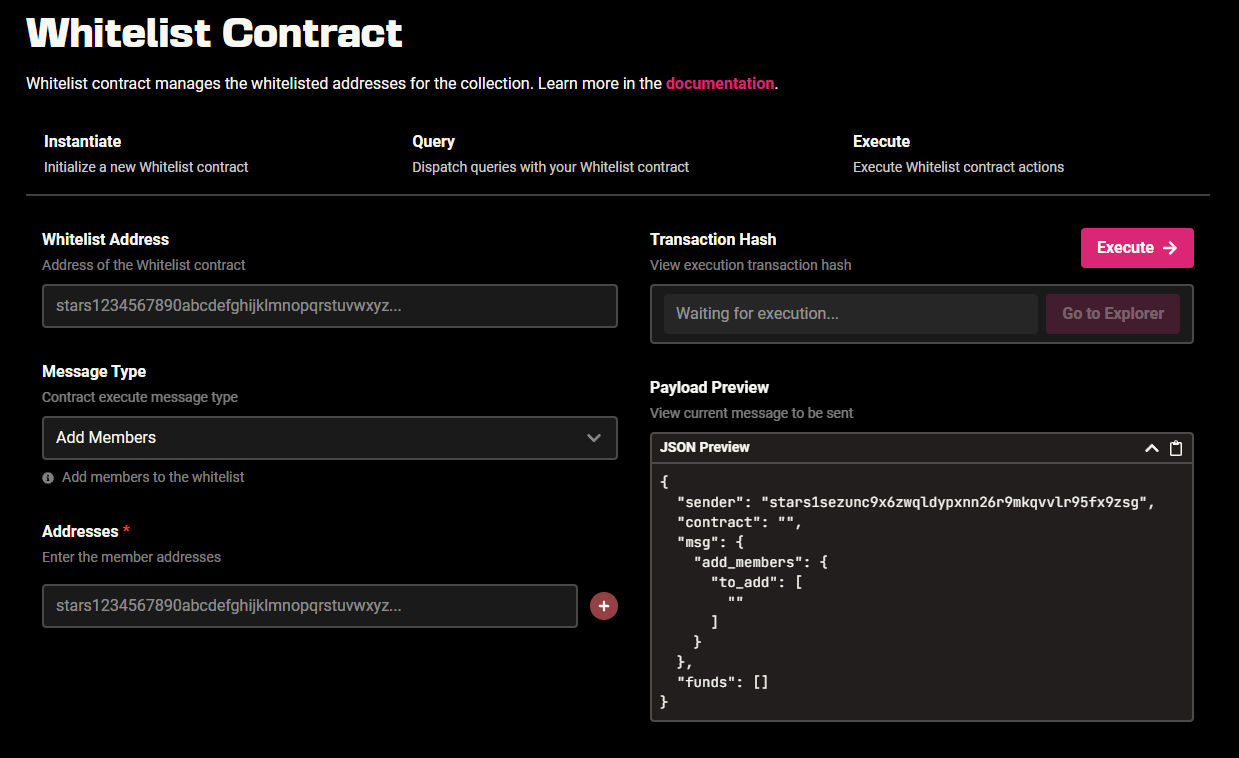 Whitelist Contract
Whitelist contract manages the whitelisted addresses for the collection. Learn more in the documentation.
Instantiate
Initialize a new Whitelist contract
Query
Dispatch queries with your Whitelist contract
Execute
Execute Whitelist contract actions
Whitelist Address
Address of the Whitelist contract
stars1234567890abcdefghijklmnopqrstuvwxyz...
Message Type
Contract execute message type
Add Members
Add members to the whitelist
Addresses *
Enter the member addresses
stars1234567890abcdefghijklmnopqrstuvwxyz...
Transaction Hash
View execution transaction hash
Execute
Waiting for execution...
Go to Explorer
Payload Preview
View current message to be sent
JSON Preview
{
  "sender": "stars1sezunc9x6zwqldypxnn26r9mkqvvlr95fx9zsg",
  "contract": "",
  "msg": {
    "add_members": {
      "to_add": [
        ""
      ]
    }
  },
  "funds": []
}